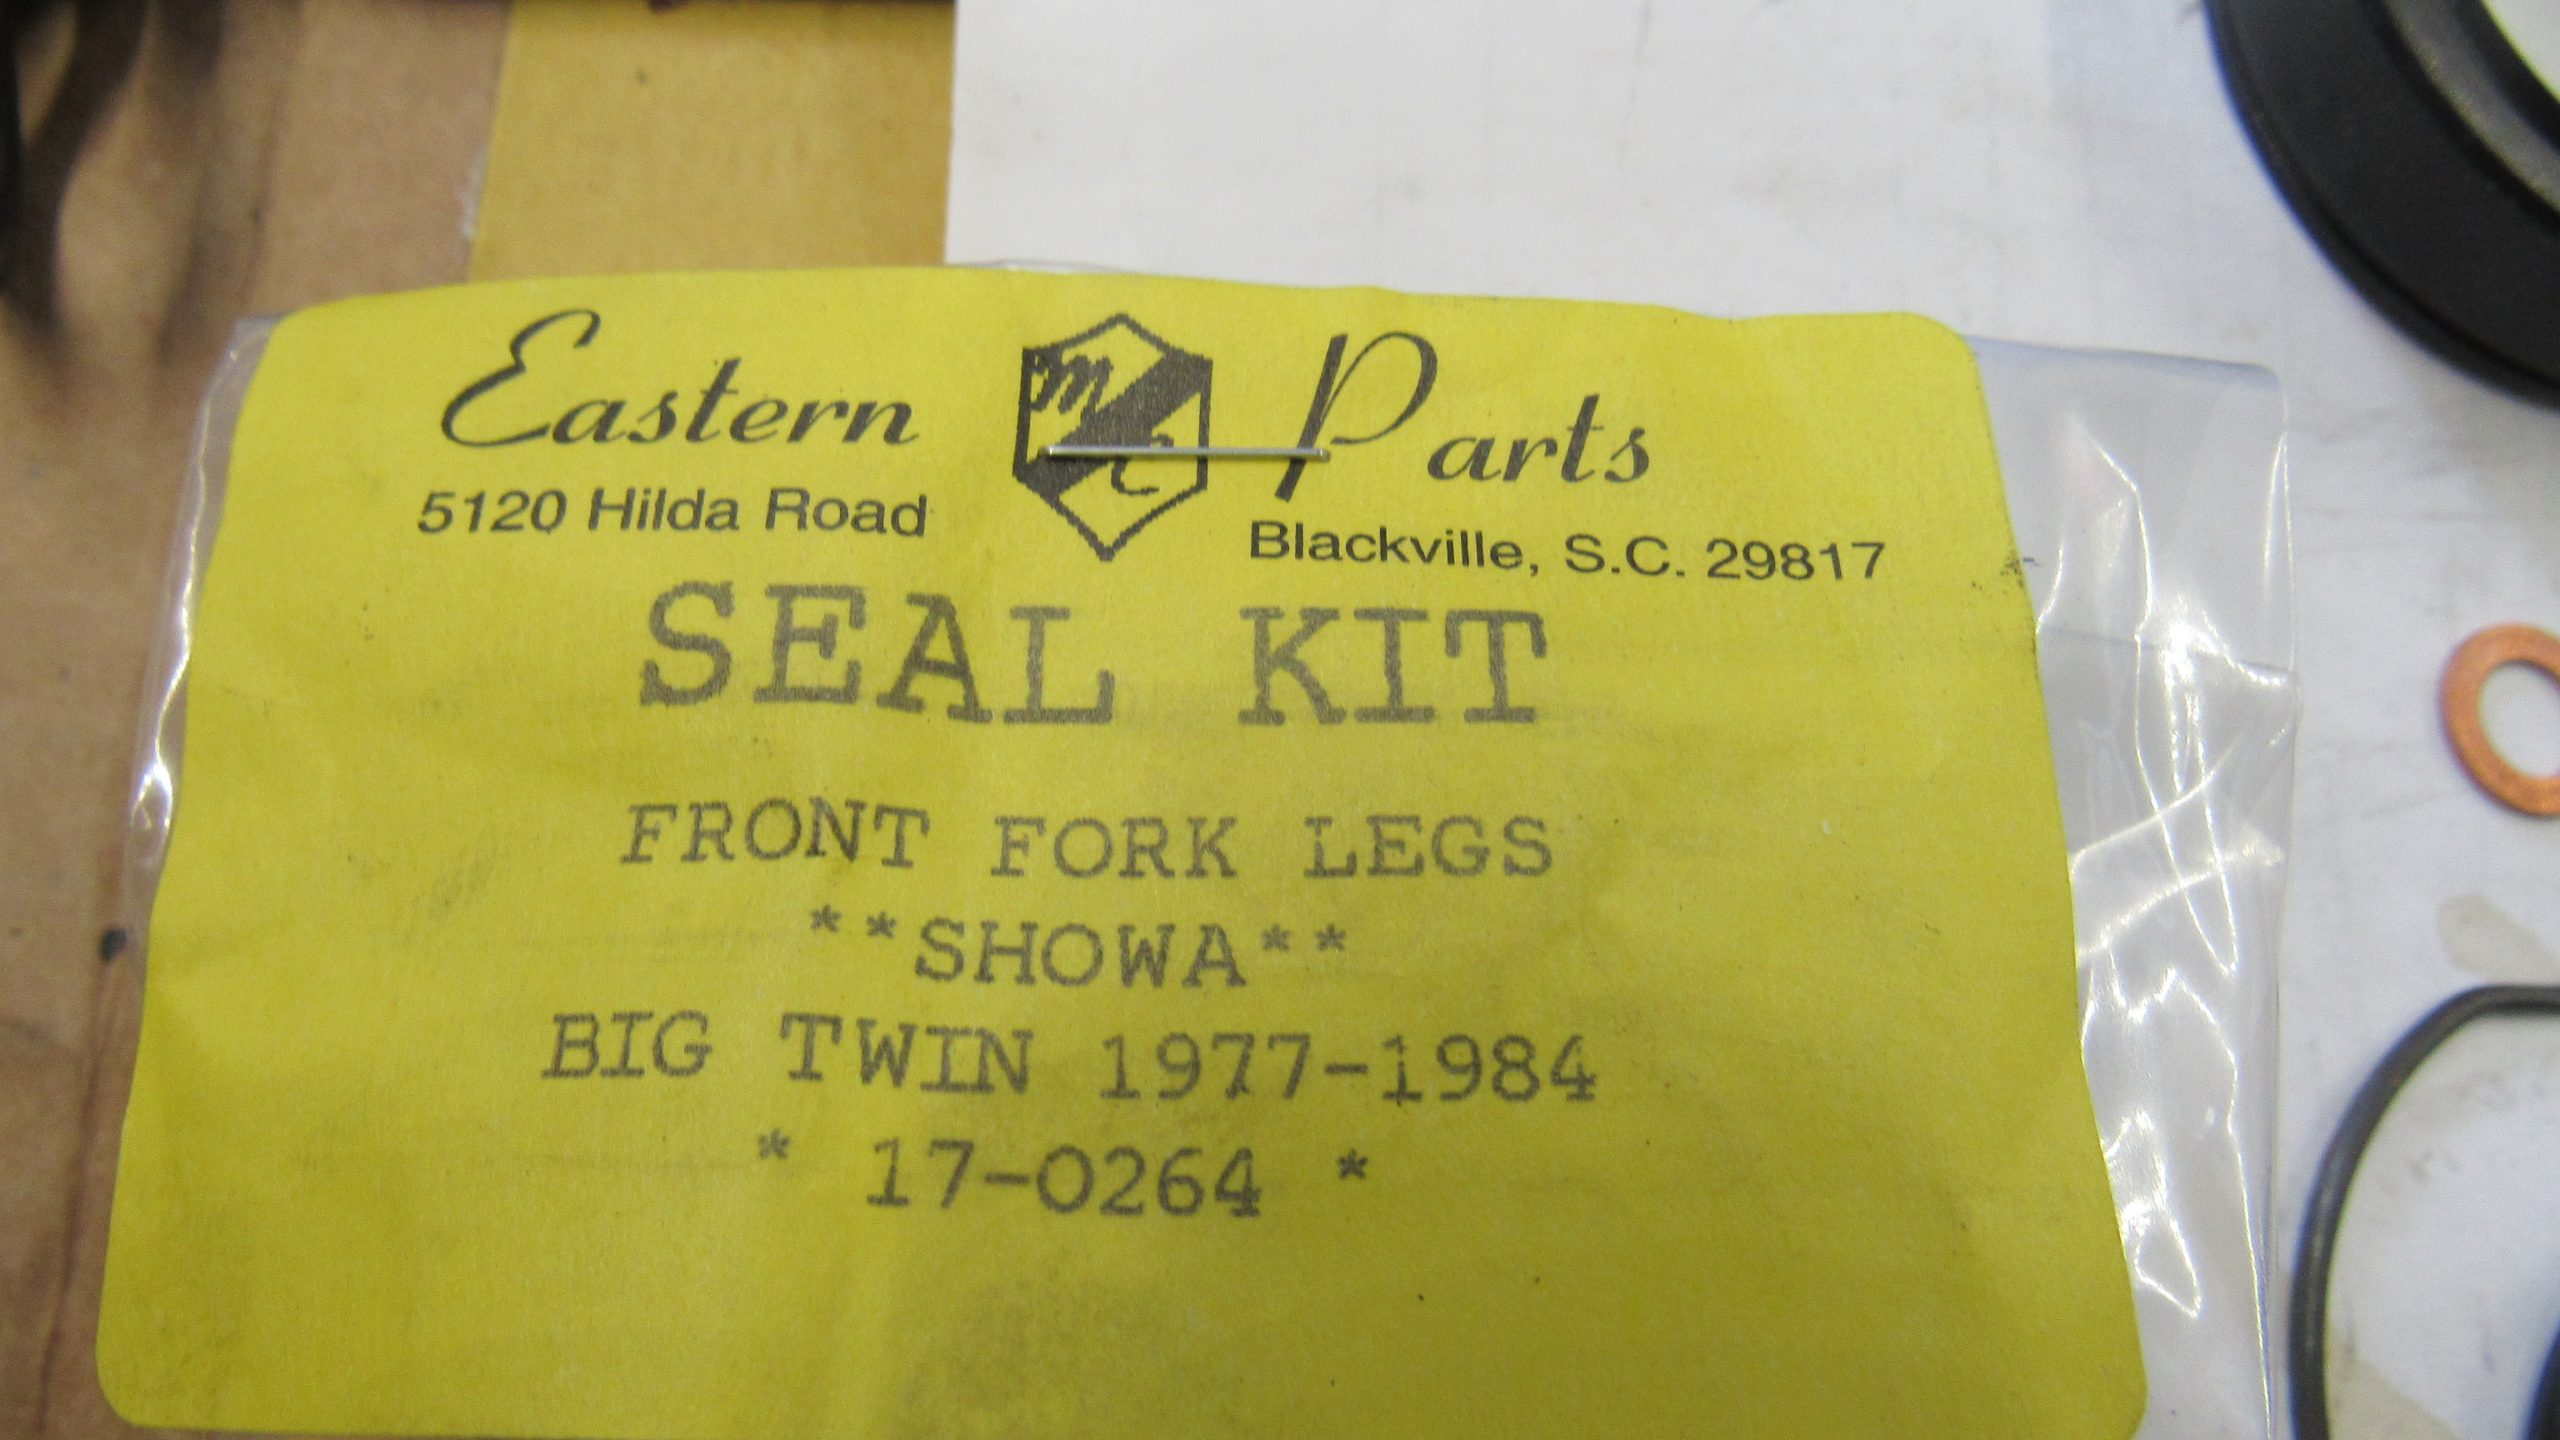 Eastern MC Parts
5120 Hilda Road
Blackville, S.C. 29817
SEAL KIT
FRONT FORK LEGS
**SHOWA**
BIG TWIN 1977-1984
* 17-0264 *